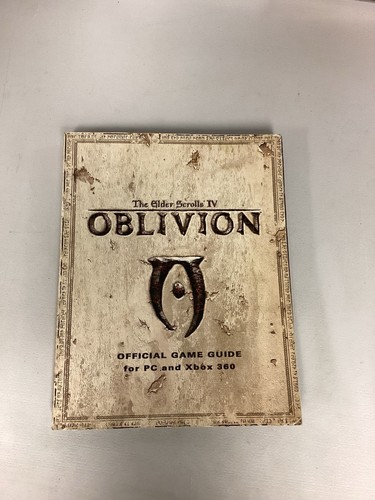 The Elder Scrolls IV
OBLIVION
OFFICIAL GAME GUIDE
for PC and Xbox 360